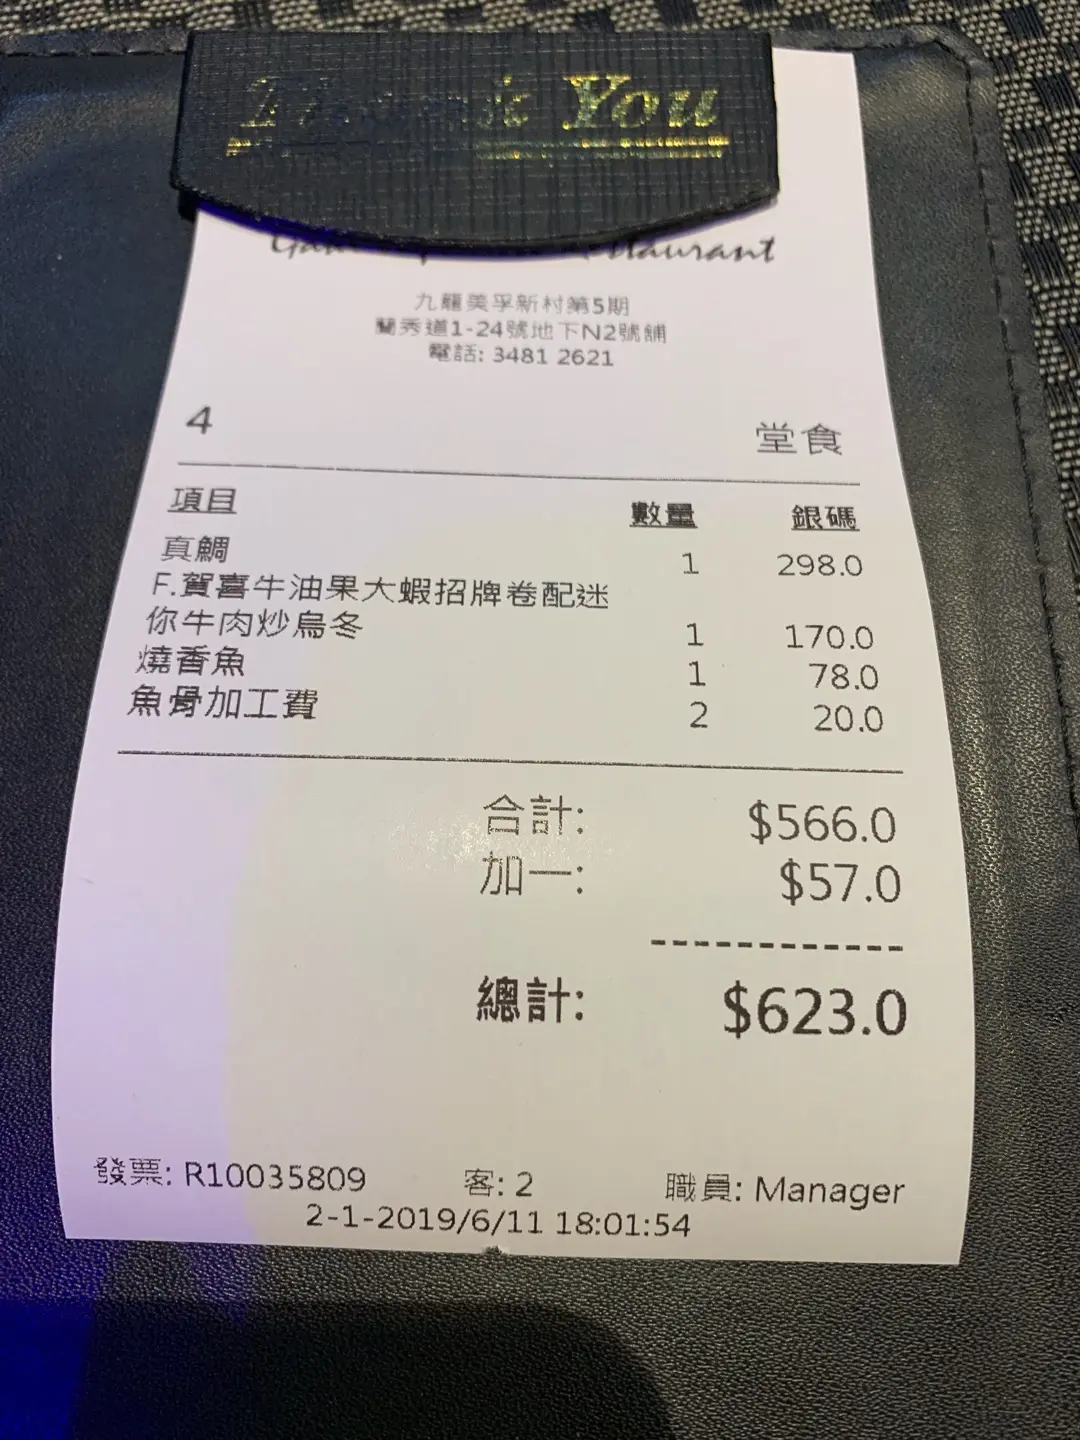 Thank You
staurant
九龍美孚新村第5期
蘭秀道1-24號地下N2號舖
電話: 3481 2621
4 堂食
項目 數量 銀碼
真鯛 1 298.0
F.賀喜牛油果大蝦招牌卷配迷
你牛肉炒烏冬 1 170.0
燒香魚 1 78.0
魚骨加工費 2 20.0
合計: $566.0
加一: $57.0
------------
總計: $623.0
發票: R10035809 客: 2 職員: Manager
2-1-2019/6/11 18:01:54